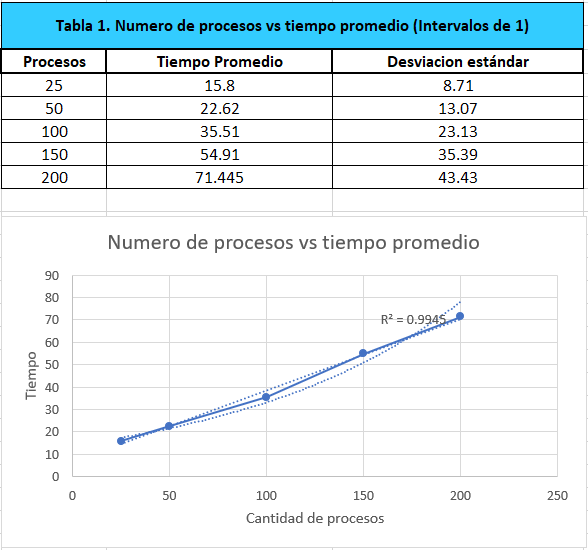 Tabla 1. Numero de procesos vs tiempo promedio (Intervalos de 1)
Procesos Tiempo Promedio Desviacion estándar
25 15.8 8.71
50 22.62 13.07
100 35.51 23.13
150 54.91 35.39
200 71.445 43.43
Numero de procesos vs tiempo promedio
90
80
70
60
50
40
30
20
10
0
R² = 0.9945
Tiempo
0 50 100 150 200 250
Cantidad de procesos